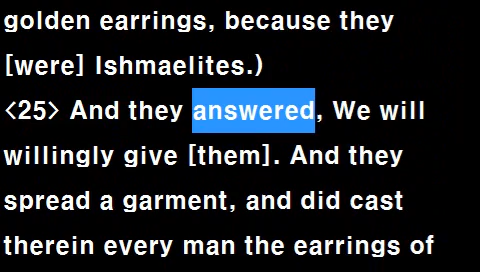 golden earrings, because they
[were] Ishmaelites.)
<25> And they answered, We will
willingly give [them]. And they
spread a garment, and did cast
therein every man the earrings of